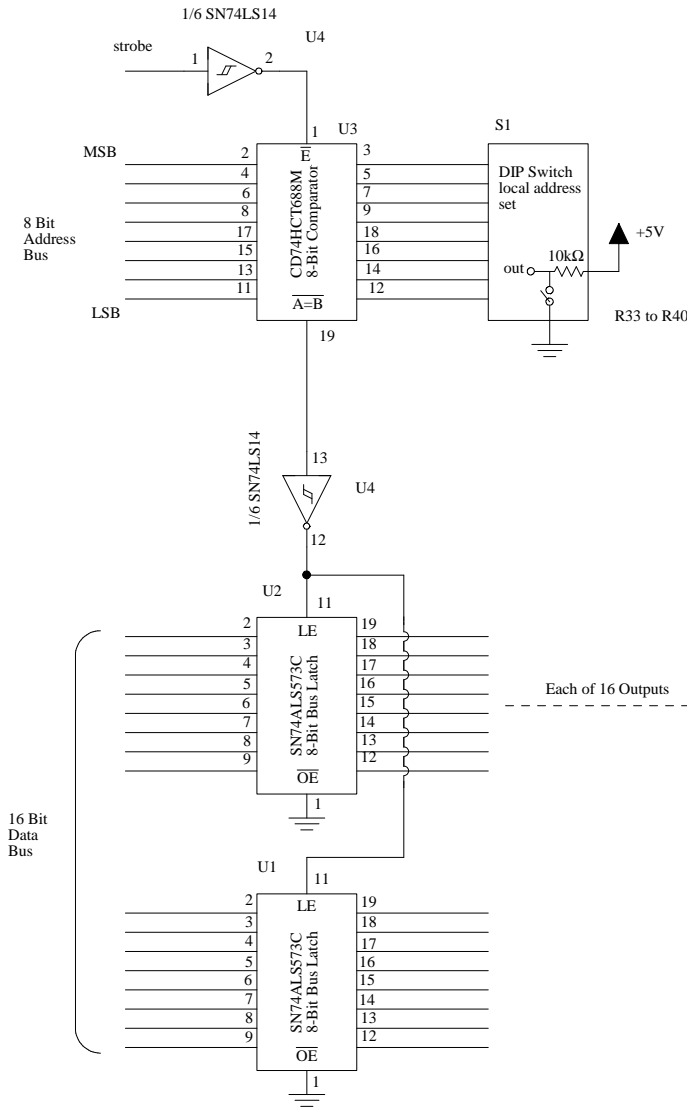 1/6 SN74LS14
U4
strobe
1
2
1
U3
S1
E
MSB
2
4
6
8
17
15
13
11
LSB
8 Bit
Address
Bus
CD74HCT688M
8-Bit Comparator
A=B
3
5
7
9
18
16
14
12
19
DIP Switch
local address
set
out
10kΩ
+5V
R33 to R40
1/6 SN74LS14
13
U4
12
U2
11
LE
2
3
4
5
6
7
8
9
SN74ALS573C
8-Bit Bus Latch
OE
19
18
17
16
15
14
13
12
1
Each of 16 Outputs
16 Bit
Data
Bus
U1
11
LE
2
3
4
5
6
7
8
9
SN74ALS573C
8-Bit Bus Latch
OE
19
18
17
16
15
14
13
12
1